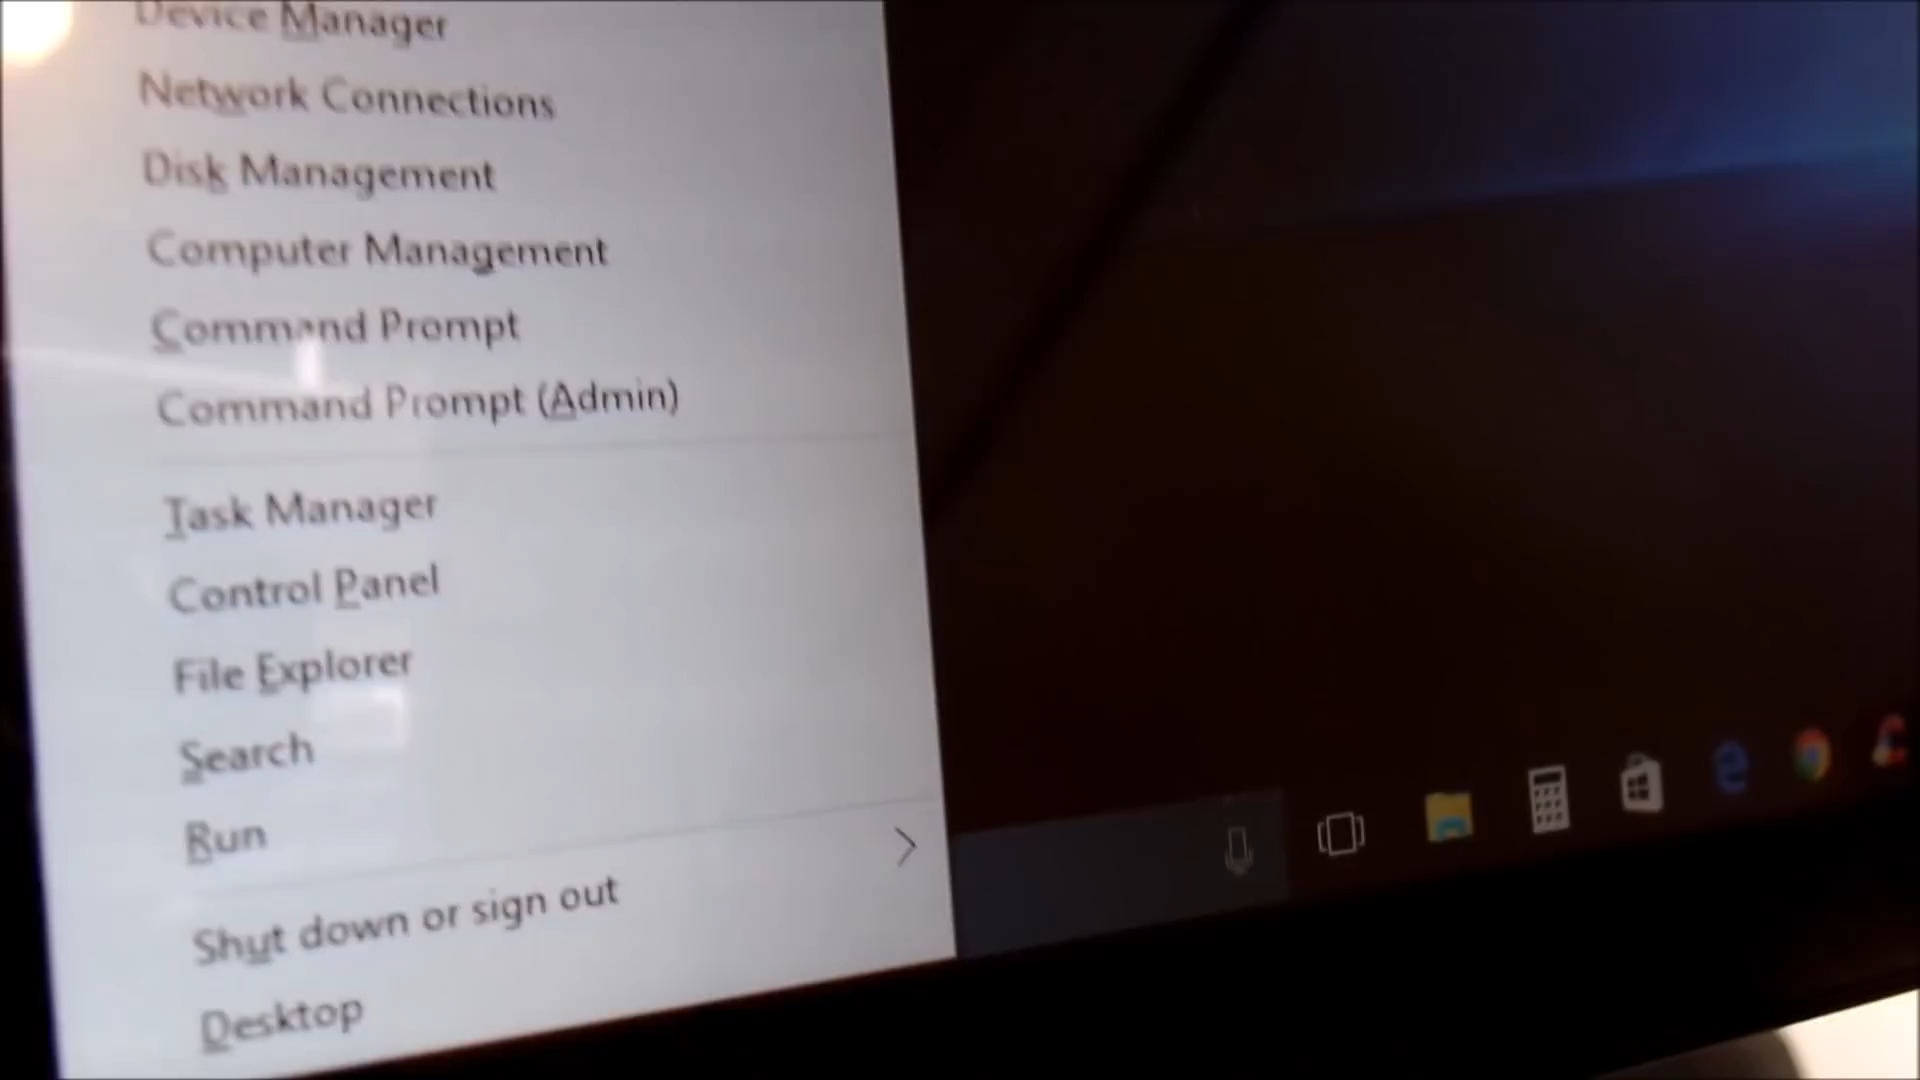 Device Manager
Network Connections
Disk Management
Computer Management
Command Prompt
Command Prompt (Admin)
Task Manager
Control Panel
File Explorer
Search
Run
Shut down or sign out
Desktop